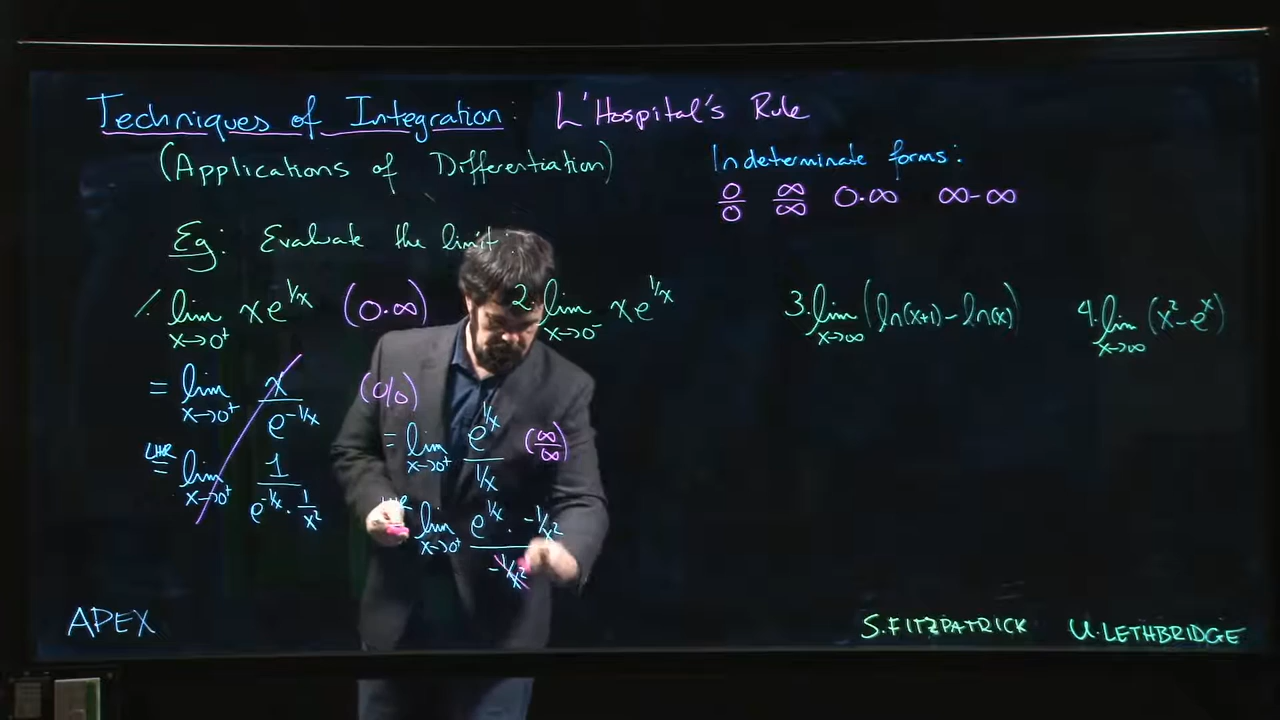 Techniques of Integration: L'Hospital's Rule
(Applications of Differentiation)
Indeterminate forms:
0/0 ∞/∞ 0·∞ ∞-∞
Eg: Evaluate the limit:
1. lim x→0⁺ xe^(1/x) (0·∞)
2. lim x→0⁻ xe^(1/x)
3. lim x→∞ (ln(x+1) - ln(x))
4. lim x→∞ (x² - e^x)
= lim x→0⁺ x / e^(-1/x) (0/0)
LHR = lim x→0⁺ 1 / (e^(-1/x) · 1/x²)
= lim x→0⁺ e^(1/x) / (1/x) (∞/∞)
LHR lim x→0⁺ (e^(1/x) · -1/x²) / (-1/x²)
APEX
S. FITZPATRICK U. LETHBRIDGE